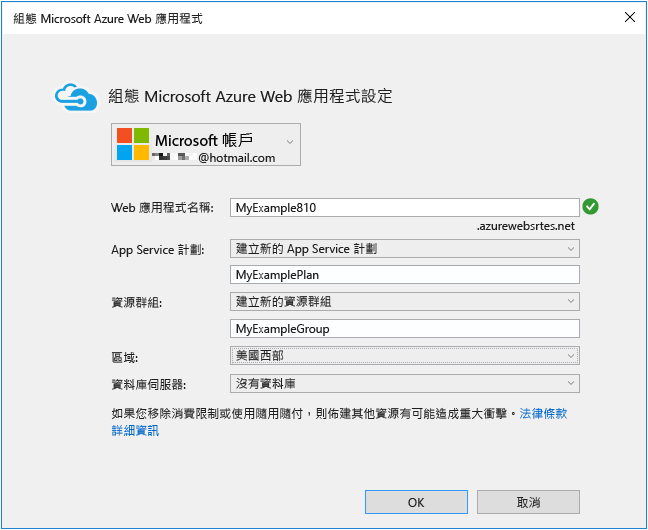 組態 Microsoft Azure Web 應用程式
組態 Microsoft Azure Web 應用程式設定
Microsoft 帳戶
@hotmail.com
Web 應用程式名稱: MyExample810
.azurewebsrtes.net
App Service 計劃: 建立新的 App Service 計劃
MyExamplePlan
資源群組: 建立新的資源群組
MyExampleGroup
區域: 美國西部
資料庫伺服器: 沒有資料庫
如果您移除消費限制或使用隨用隨付，則佈建其他資源有可能造成重大衝擊。法律條款
詳細資訊
OK 取消